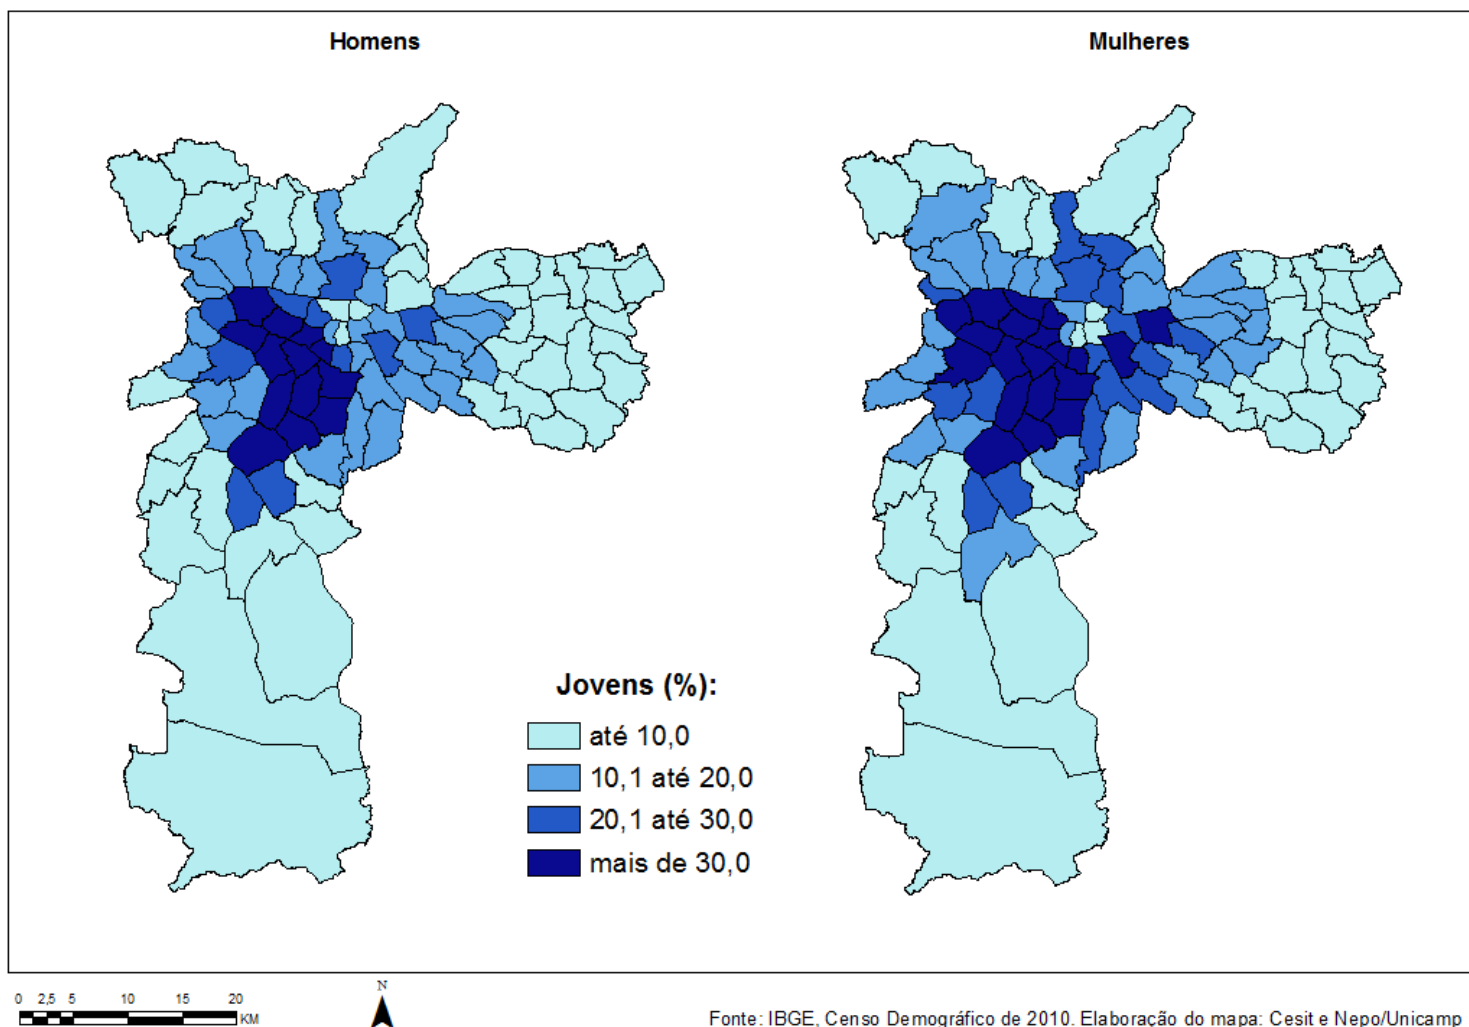 Homens
Mulheres
Jovens (%):
até 10,0
10,1 até 20,0
20,1 até 30,0
mais de 30,0
0 2,5 5 10 15 20
KM
N
Fonte: IBGE, Censo Demográfico de 2010. Elaboração do mapa: Cesit e Nepo/Unicamp